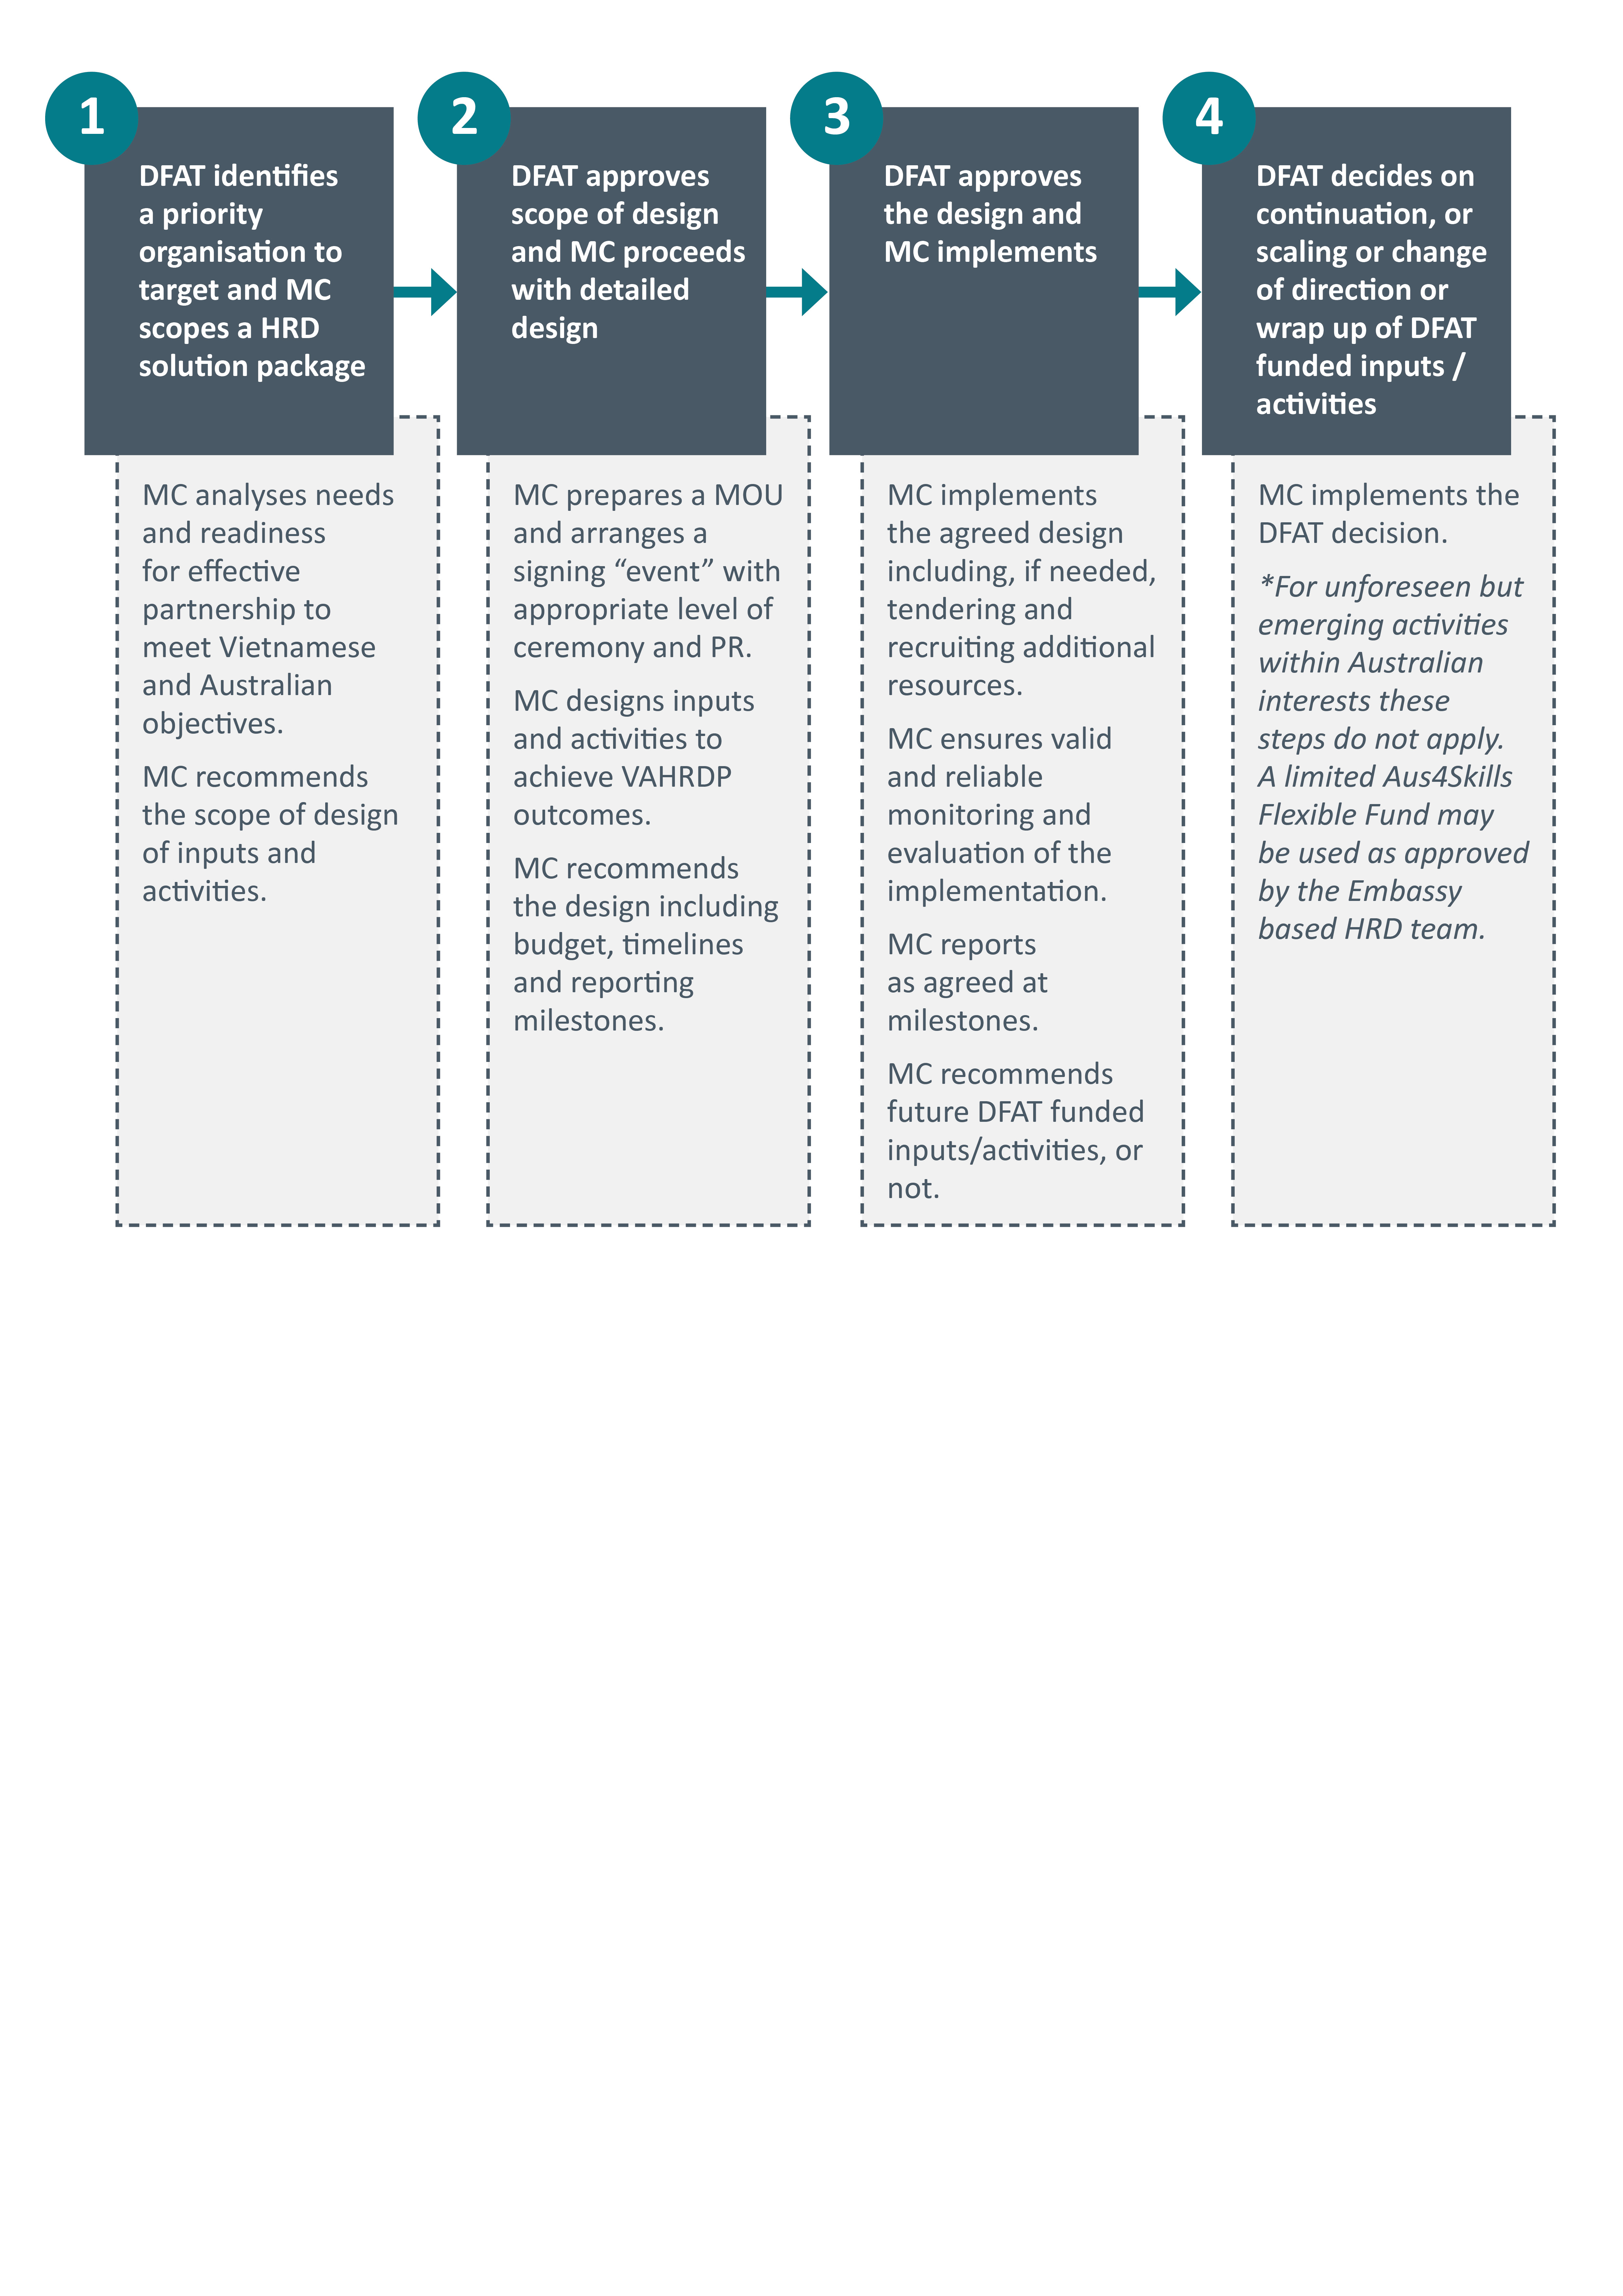 1
DFAT identifies
a priority
organisation to
target and MC
scopes a HRD
solution package
MC analyses needs
and readiness
for effective
partnership to
meet Vietnamese
and Australian
objectives.
MC recommends
the scope of design
of inputs and
activities.
2
DFAT approves
scope of design
and MC proceeds
with detailed
design
MC prepares a MOU
and arranges a
signing “event” with
appropriate level of
ceremony and PR.
MC designs inputs
and activities to
achieve VAHRDP
outcomes.
MC recommends
the design including
budget, timelines
and reporting
milestones.
3
DFAT approves
the design and
MC implements
MC implements
the agreed design
including, if needed,
tendering and
recruiting additional
resources.
MC ensures valid
and reliable
monitoring and
evaluation of the
implementation.
MC reports
as agreed at
milestones.
MC recommends
future DFAT funded
inputs/activities, or
not.
4
DFAT decides on
continuation, or
scaling or change
of direction or
wrap up of DFAT
funded inputs /
activities
MC implements the
DFAT decision.
*For unforeseen but
emerging activities
within Australian
interests these
steps do not apply.
A limited Aus4Skills
Flexible Fund may
be used as approved
by the Embassy
based HRD team.